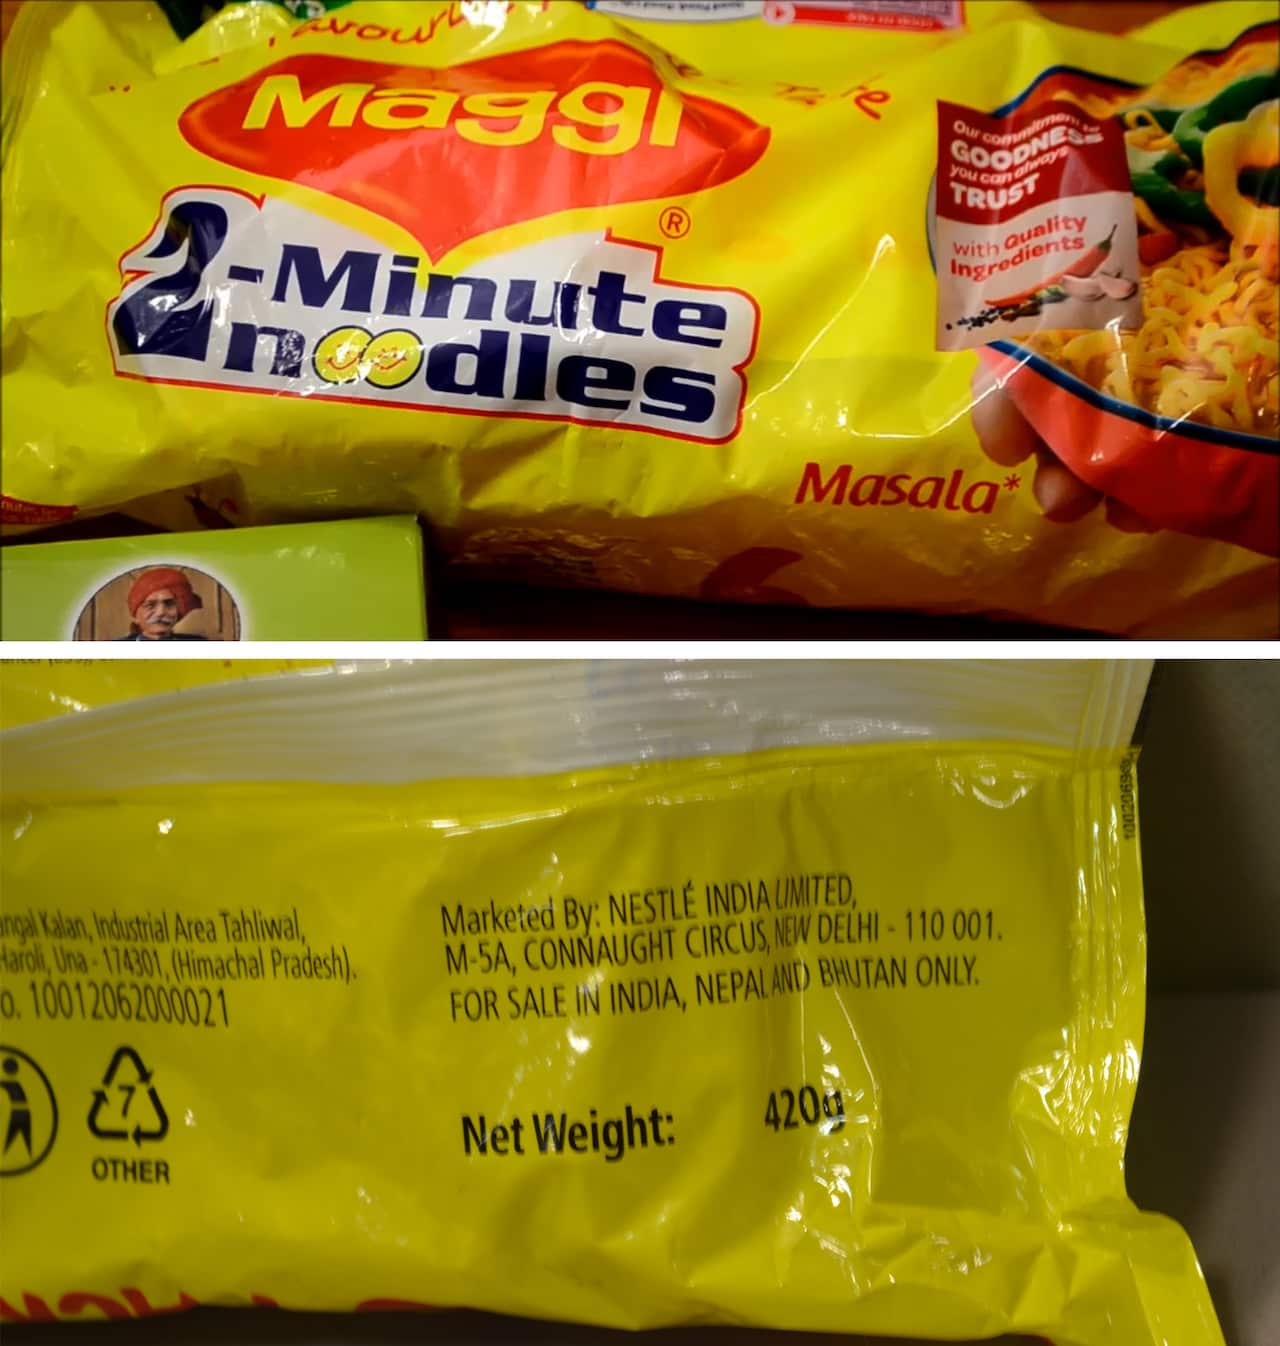 Maggi
®
2-Minute
noodles
Our commitment to
GOODNESS
you can always
TRUST
with Quality
Ingredients
Masala*
Kalan, Industrial Area Tahliwal,
Haroli, Una - 174301, (Himachal Pradesh).
o. 10012062000021
7
OTHER
Marketed By: NESTLÉ INDIA LIMITED,
M-5A, CONNAUGHT CIRCUS, NEW DELHI - 110 001.
FOR SALE IN INDIA, NEPAL AND BHUTAN ONLY.
Net Weight: 420g